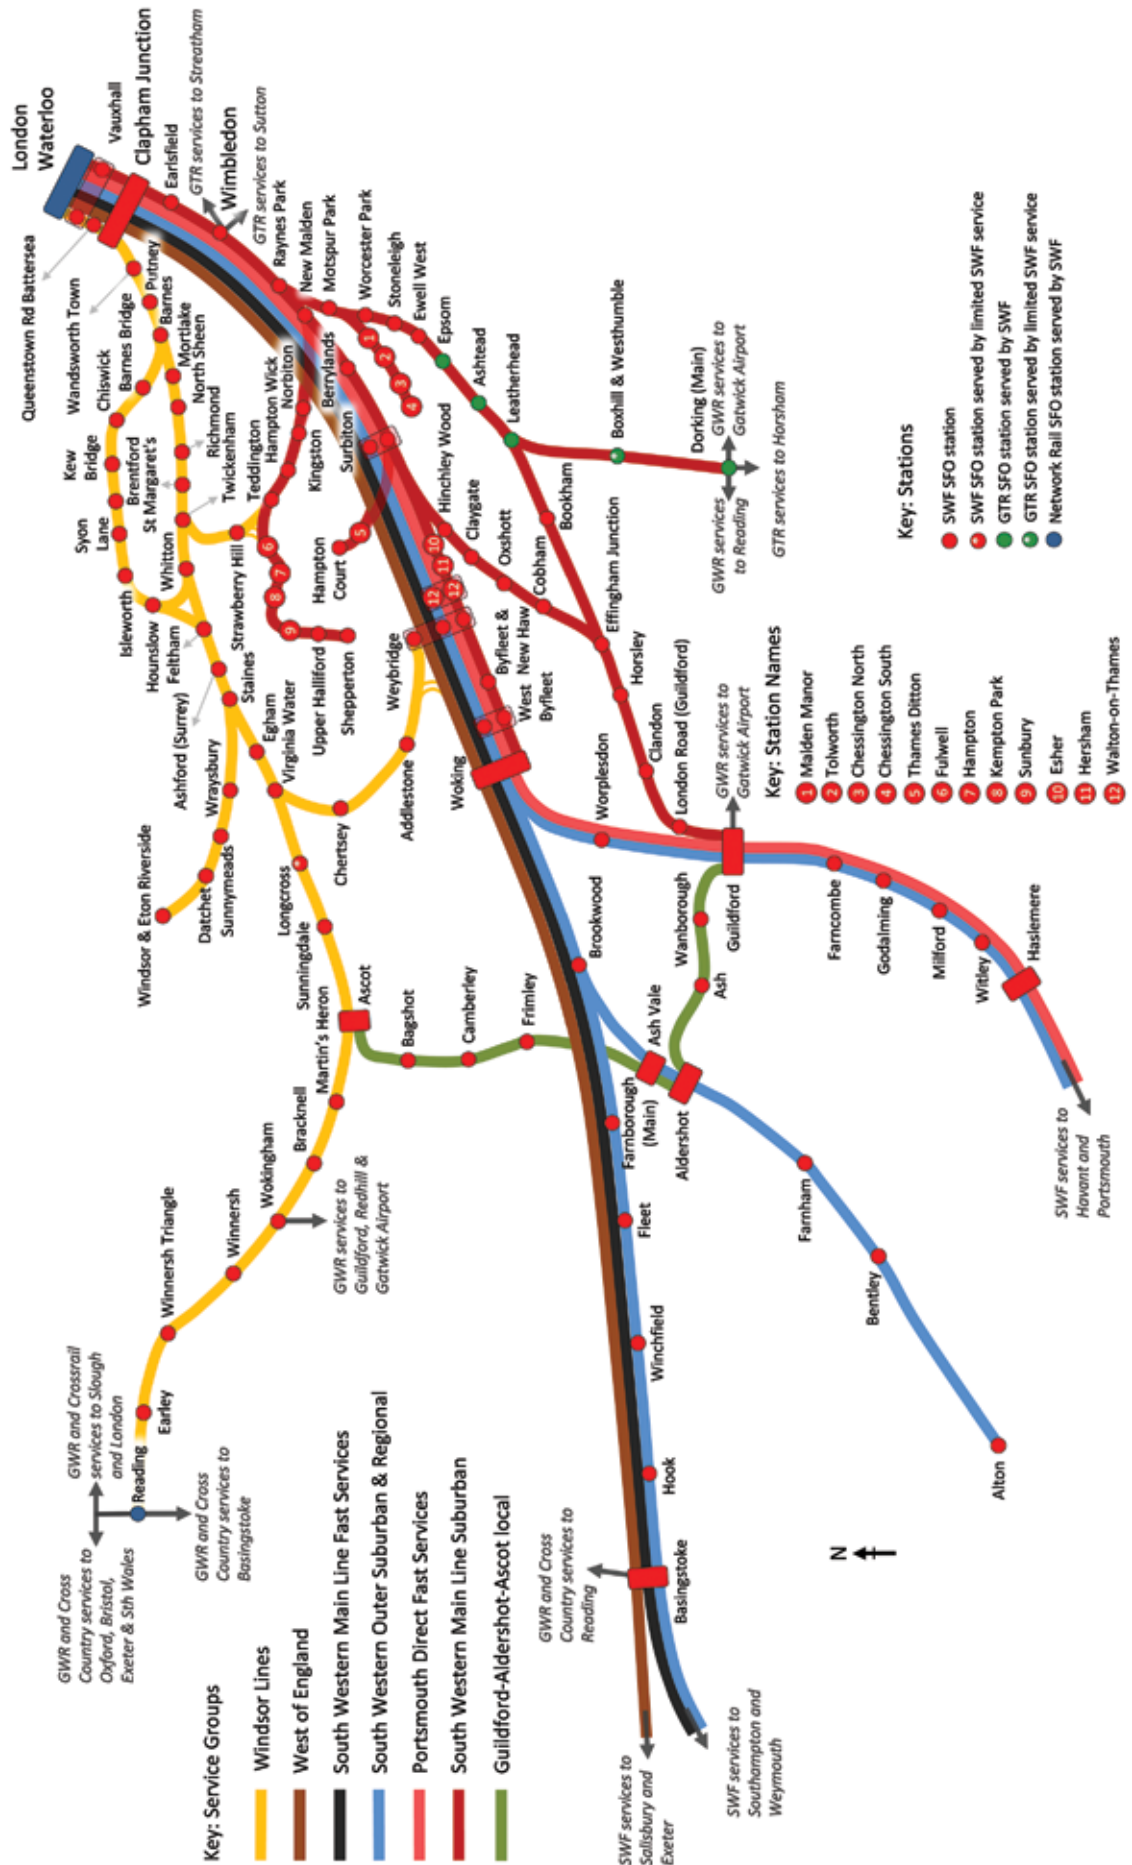 London
Waterloo
Vauxhall
Clapham Junction
Earlsfield
GTR services to Streatham
Wimbledon
GTR services to Sutton
Raynes Park
New Malden
Motspur Park
Worcester Park
Stoneleigh
Ewell West
Epsom
Ashtead
Leatherhead
Boxhill & Westhumble
Dorking (Main)
GWR services to
Gatwick Airport
GWR services
to Reading
GTR services to Horsham
Queenstown Rd Battersea
Wandsworth Town
Putney
Barnes
Barnes Bridge
Chiswick
Kew
Bridge
Brentford
Syon
Lane
Isleworth
Hounslow
Mortlake
North Sheen
Richmond
St Margaret's
Twickenham
Whitton
Feltham
Ashford (Surrey)
Staines
Wraysbury
Sunnymeads
Datchet
Windsor & Eton Riverside
Egham
Virginia Water
Longcross
Sunningdale
Ascot
Martin's Heron
Bracknell
Wokingham
GWR services to
Guildford, Redhill &
Gatwick Airport
Winnersh
Winnersh Triangle
Earley
Reading
GWR and Crossrail
services to Slough
and London
GWR and Cross
Country services to
Oxford, Bristol,
Exeter & Sth Wales
GWR and Cross
Country services to
Basingstoke
Strawberry Hill
Teddington
Hampton Wick
Kingston
Norbiton
Berrylands
Surbiton
6
7
8
9
Upper Halliford
Shepperton
Hampton
Court
5
1
2
3
4
Hinchley Wood
Claygate
Oxshott
Cobham
Bookham
Effingham Junction
Horsley
Clandon
London Road (Guildford)
10
11
12
12
Weybridge
Addlestone
Chertsey
Byfleet &
New Haw
West
Byfleet
Woking
Worplesdon
Guildford
GWR services to
Gatwick Airport
Wanborough
Ash
Farncombe
Godalming
Milford
Witley
Haslemere
SWF services to
Havant and
Portsmouth
Bagshot
Camberley
Frimley
Brookwood
Ash Vale
Aldershot
Farnham
Bentley
Alton
Farnborough
(Main)
Fleet
Winchfield
Hook
Basingstoke
GWR and Cross
Country services to
Reading
SWF services to
Salisbury and
Exeter
SWF services to
Southampton and
Weymouth
N
Key: Service Groups
Windsor Lines
West of England
South Western Main Line Fast Services
South Western Outer Suburban & Regional
Portsmouth Direct Fast Services
South Western Main Line Suburban
Guildford-Aldershot-Ascot local
Key: Station Names
1 Malden Manor
2 Tolworth
3 Chessington North
4 Chessington South
5 Thames Ditton
6 Fulwell
7 Hampton
8 Kempton Park
9 Sunbury
10 Esher
11 Hersham
12 Walton-on-Thames
Key: Stations
SWF SFO station
SWF SFO station served by limited SWF service
GTR SFO station served by SWF
GTR SFO station served by limited SWF service
Network Rail SFO station served by SWF